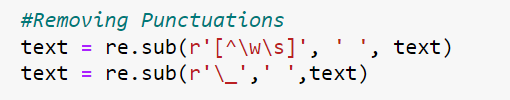 #Removing Punctuations
text = re.sub(r'[^\w\s]', ' ', text)
text = re.sub(r'\_',' ',text)